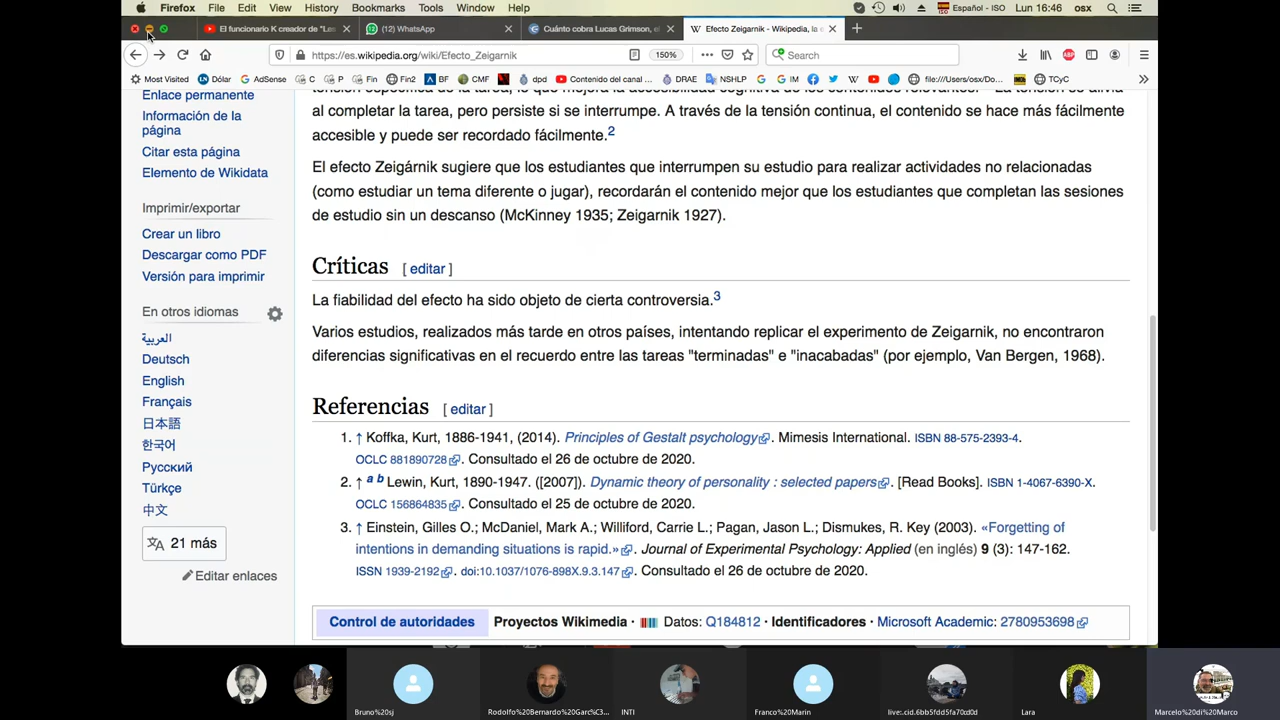 Firefox File Edit View History Bookmarks Tools Window Help Español - ISO Lun 16:46 osx
El funcionario K creador de "Les
(12) WhatsApp
Cuánto cobra Lucas Grimson, el
Efecto Zeigarnik - Wikipedia, la e
https://es.wikipedia.org/wiki/Efecto_Zeigarnik 150% Search
Most Visited Dólar AdSense C P Fin Fin2 BF CMF dpd Contenido del canal ... DRAE NSHLP G IM W file:///Users/osx/Do... TCyC
Enlace permanente
Información de la
página
Citar esta página
Elemento de Wikidata
Imprimir/exportar
Crear un libro
Descargar como PDF
Versión para imprimir
En otros idiomas
العربية
Deutsch
English
Français
日本語
한국어
Русский
Türkçe
中文
21 más
Editar enlaces
al completar la tarea, pero persiste si se interrumpe. A través de la tensión continua, el contenido se hace más fácilmente
accesible y puede ser recordado fácilmente.2
El efecto Zeigárnik sugiere que los estudiantes que interrumpen su estudio para realizar actividades no relacionadas
(como estudiar un tema diferente o jugar), recordarán el contenido mejor que los estudiantes que completan las sesiones
de estudio sin un descanso (McKinney 1935; Zeigarnik 1927).
Críticas [ editar ]
La fiabilidad del efecto ha sido objeto de cierta controversia.3
Varios estudios, realizados más tarde en otros países, intentando replicar el experimento de Zeigarnik, no encontraron
diferencias significativas en el recuerdo entre las tareas "terminadas" e "inacabadas" (por ejemplo, Van Bergen, 1968).
Referencias [ editar ]
1. ↑ Koffka, Kurt, 1886-1941, (2014). Principles of Gestalt psychology. Mimesis International. ISBN 88-575-2393-4.
OCLC 881890728. Consultado el 26 de octubre de 2020.
2. ↑ a b Lewin, Kurt, 1890-1947. ([2007]). Dynamic theory of personality : selected papers. [Read Books]. ISBN 1-4067-6390-X.
OCLC 156864835. Consultado el 25 de octubre de 2020.
3. ↑ Einstein, Gilles O.; McDaniel, Mark A.; Williford, Carrie L.; Pagan, Jason L.; Dismukes, R. Key (2003). «Forgetting of
intentions in demanding situations is rapid.». Journal of Experimental Psychology: Applied (en inglés) 9 (3): 147-162.
ISSN 1939-2192. doi:10.1037/1076-898X.9.3.147. Consultado el 26 de octubre de 2020.
Control de autoridades Proyectos Wikimedia · Datos: Q184812 · Identificadores · Microsoft Academic: 2780953698
Bruno%20sj
Rodolfo%20Bernardo%20Garc%C3...
INTI
Franco%20Marin
live:.cid.6bb5fdd5fa70cd0d
Lara
Marcelo%20di%20Marco